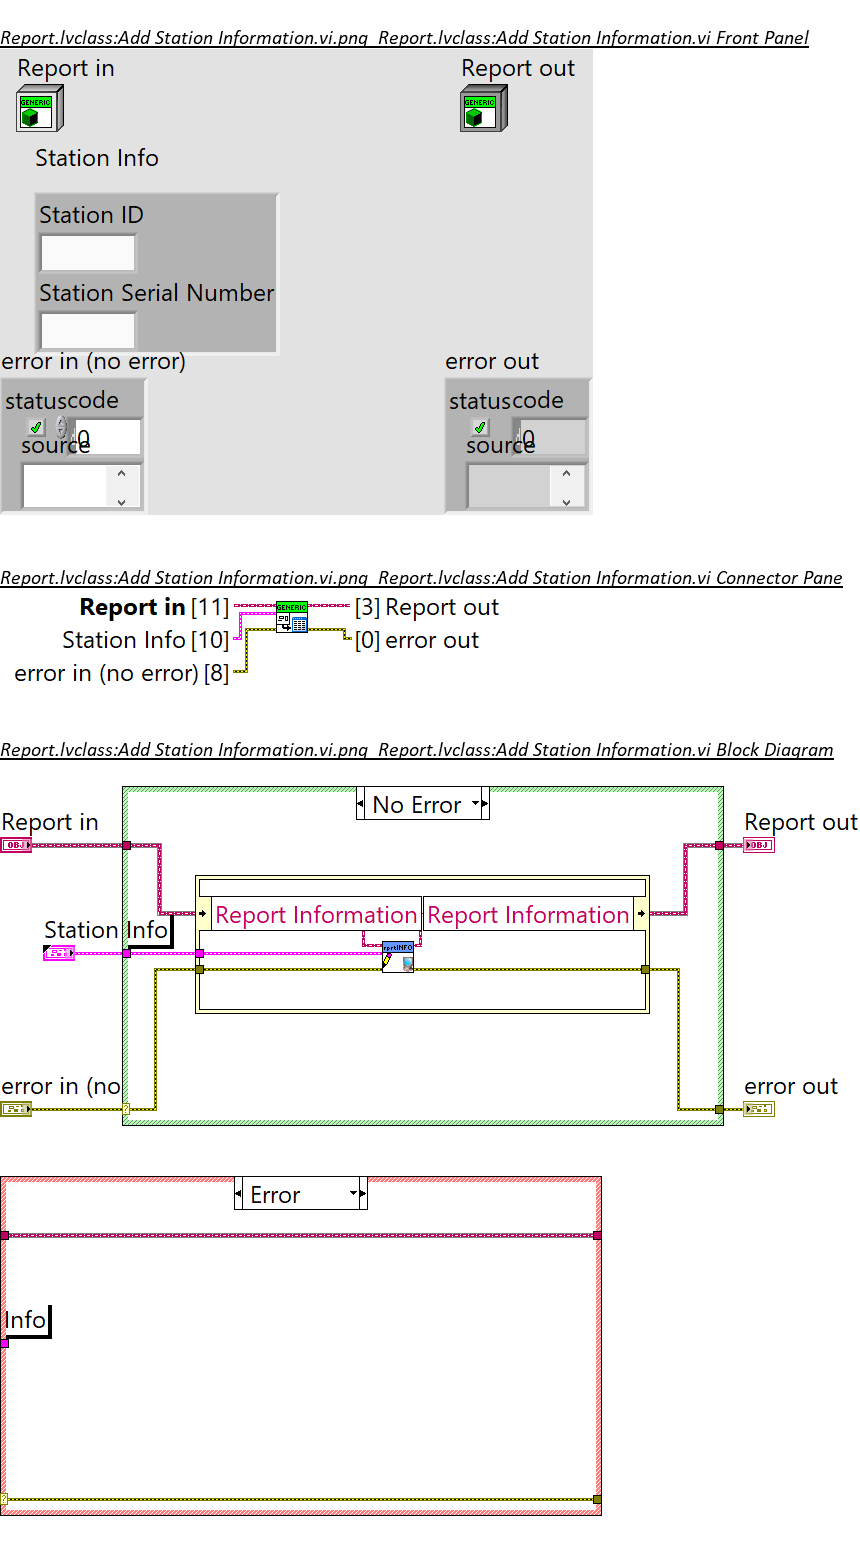 Report.lvclass:Add Station Information.vi.png Report.lvclass:Add Station Information.vi Front Panel
Report in
Report out
GENERIC
GENERIC
Station Info
Station ID
Station Serial Number
error in (no error)
error out
status code
status code
0
0
source
source
Report.lvclass:Add Station Information.vi.png Report.lvclass:Add Station Information.vi Connector Pane
Report in [11]
GENERIC
[3] Report out
Station Info [10]
[0] error out
error in (no error) [8]
Report.lvclass:Add Station Information.vi.png Report.lvclass:Add Station Information.vi Block Diagram
No Error
Report in
Report out
OBJ
OBJ
Report Information
Report Information
Station Info
rprtINFO
error in (no
error out
?
Error
Info
?